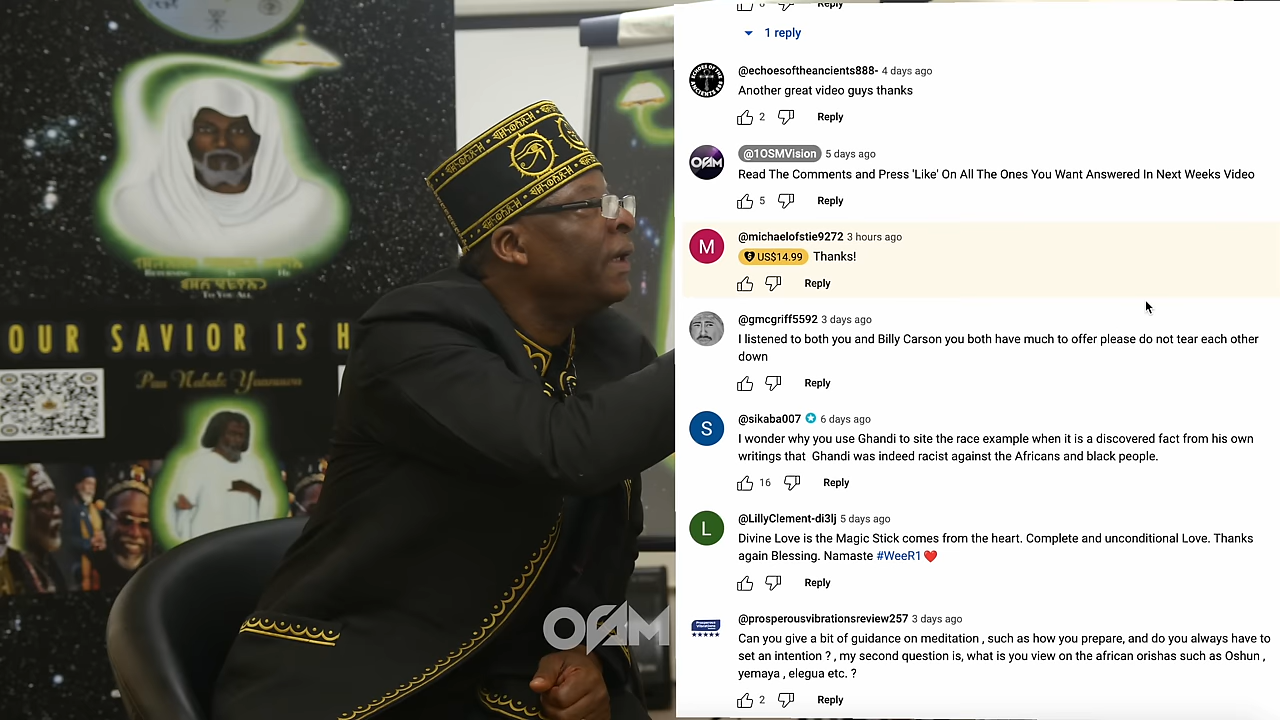 OUR SAVIOR IS H
Paa Nabab Yaanuwn
To You All
OFAM
Reply
1 reply
@echoesoftheancients888- 4 days ago
Another great video guys thanks
2 Reply
@1OSMVision 5 days ago
Read The Comments and Press 'Like' On All The Ones You Want Answered In Next Weeks Video
5 Reply
@michaelofstie9272 3 hours ago
US$14.99 Thanks!
Reply
@gmcgriff5592 3 days ago
I listened to both you and Billy Carson you both have much to offer please do not tear each other
down
Reply
@sikaba007 6 days ago
I wonder why you use Ghandi to site the race example when it is a discovered fact from his own
writings that Ghandi was indeed racist against the Africans and black people.
16 Reply
@LillyClement-di3lj 5 days ago
Divine Love is the Magic Stick comes from the heart. Complete and unconditional Love. Thanks
again Blessing. Namaste #WeeR1❤️
Reply
@prosperousvibrationsreview257 3 days ago
Can you give a bit of guidance on meditation , such as how you prepare, and do you always have to
set an intention ? , my second question is, what is you view on the african orishas such as Oshun ,
yemaya , elegua etc. ?
2 Reply